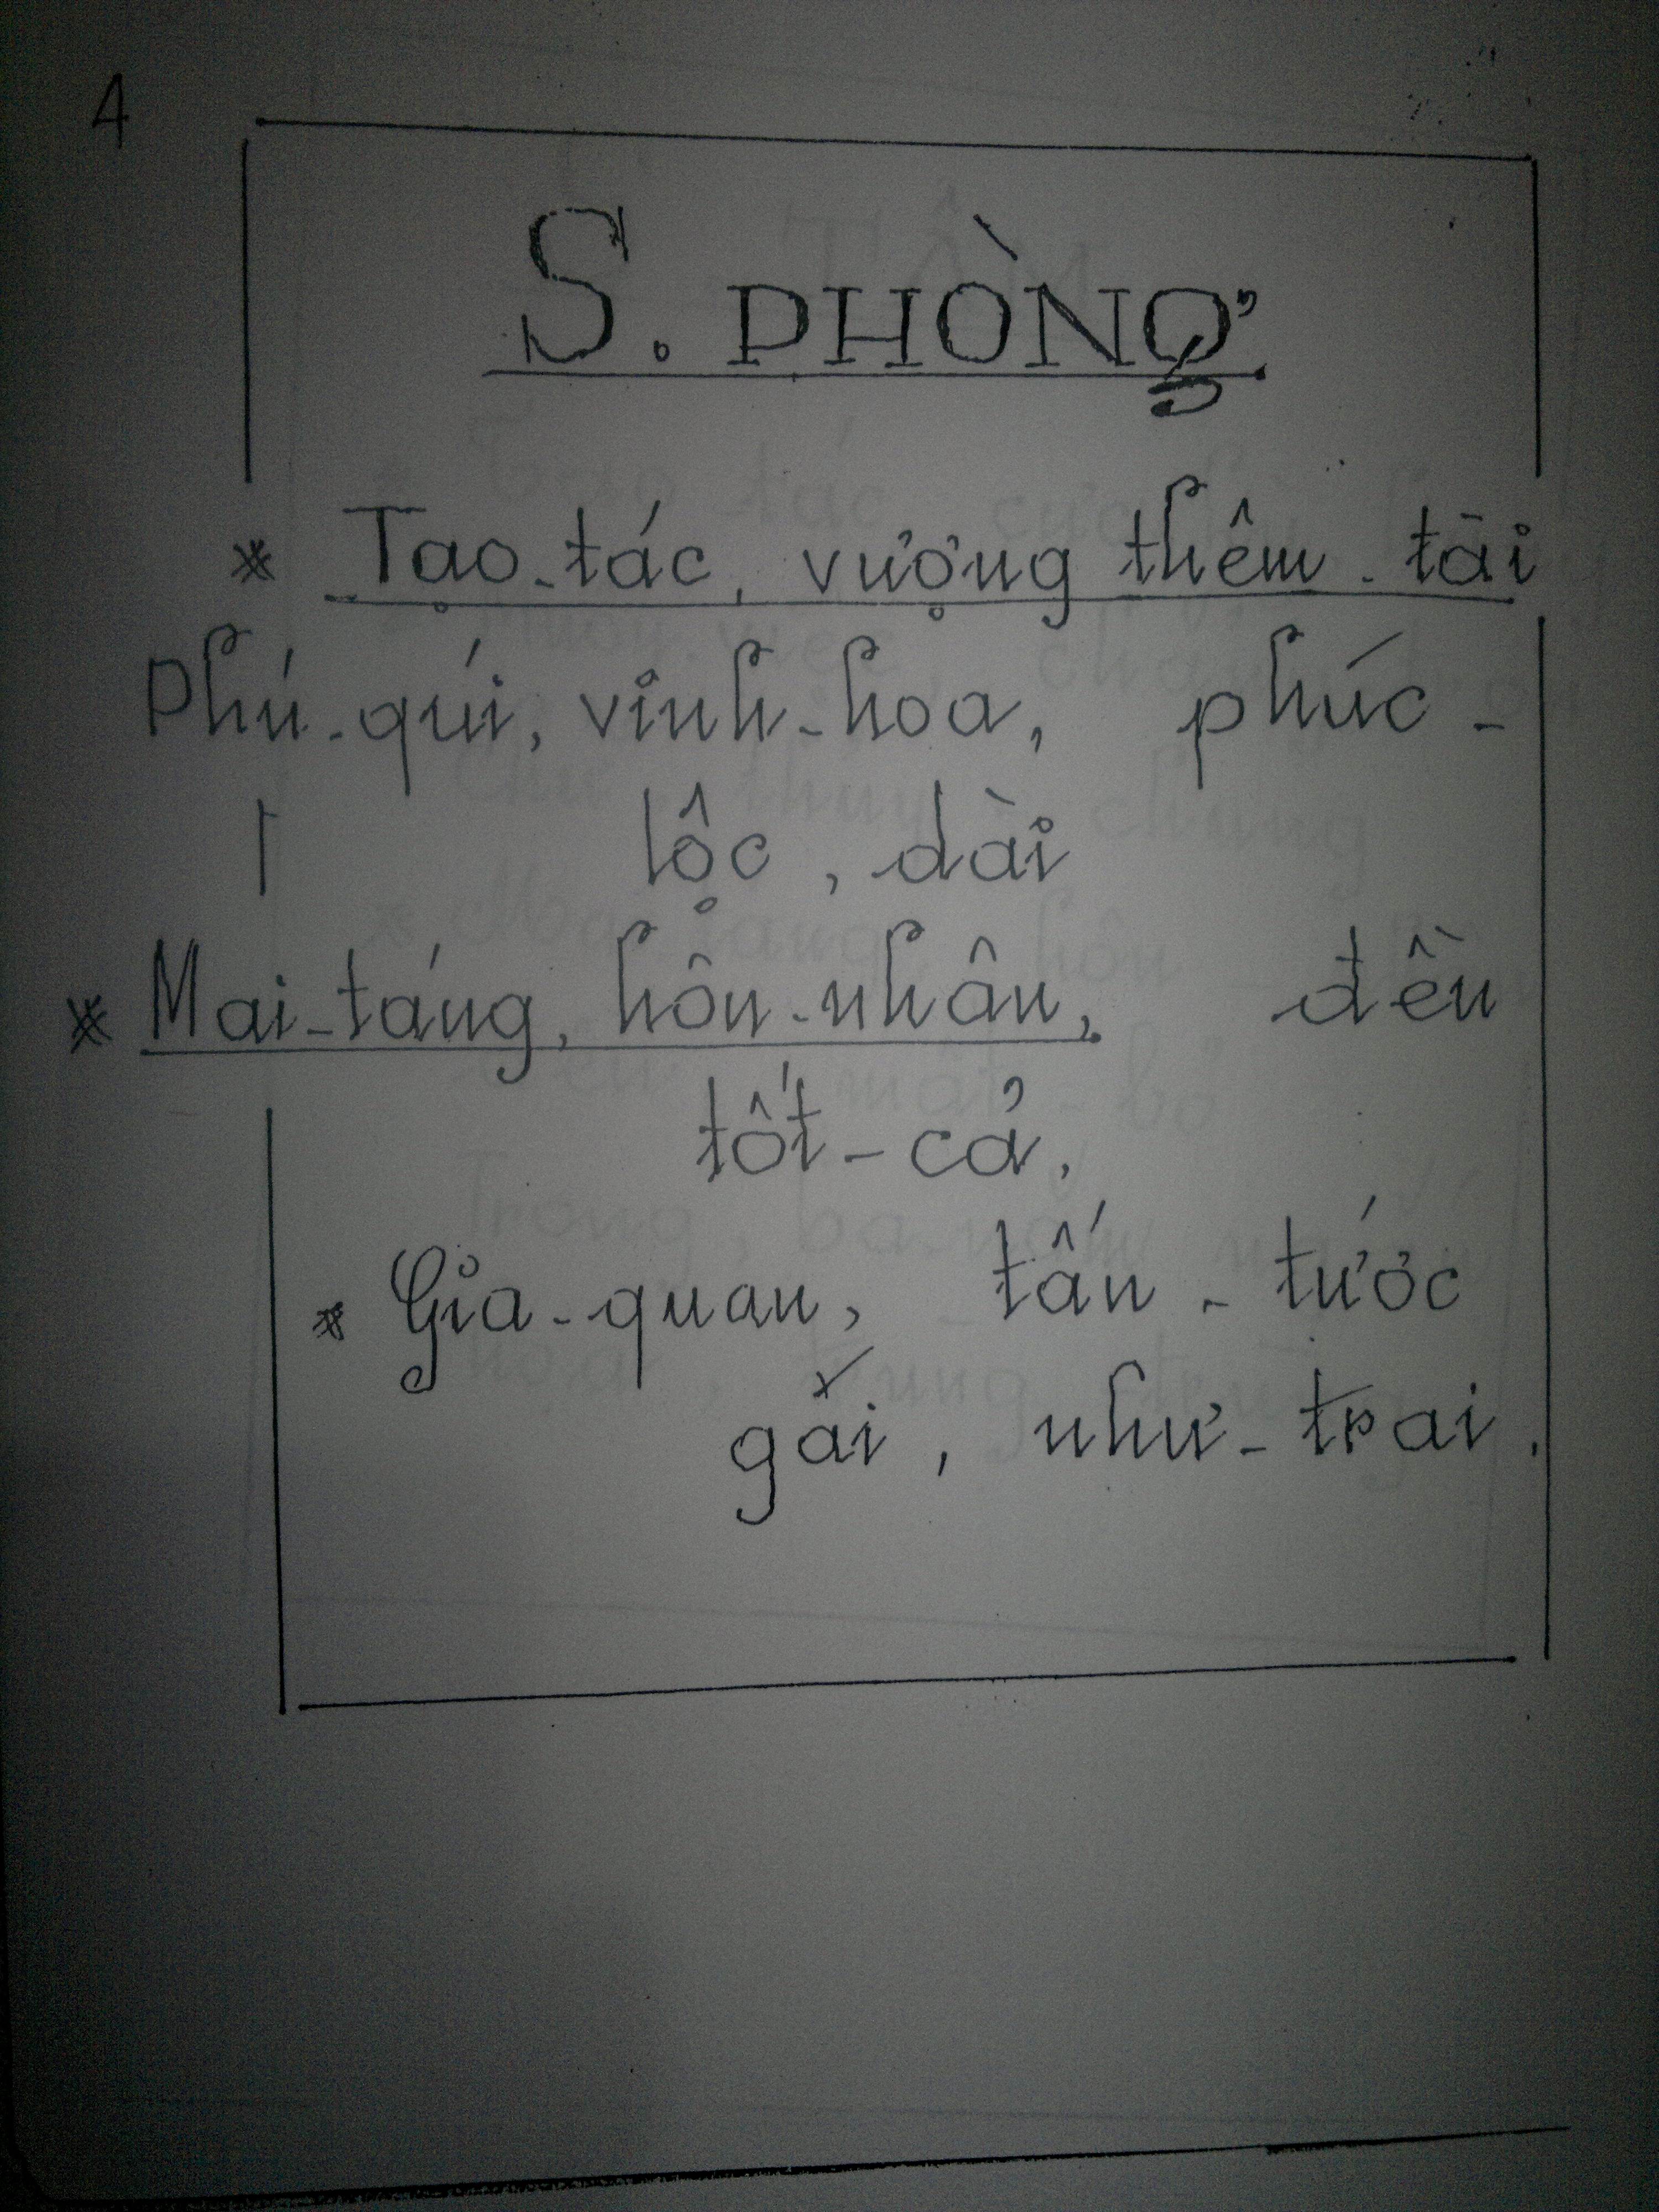 4
S. PHÒNG
* Tạo-tác, vượng thêm - tài
Phú-quí, vinh-hoa, phúc -
lộc, dài
* Mai-táng, hôn-nhân, đều
tốt-cả,
* Gia-quan, tấn - tước
gái, như-trai.